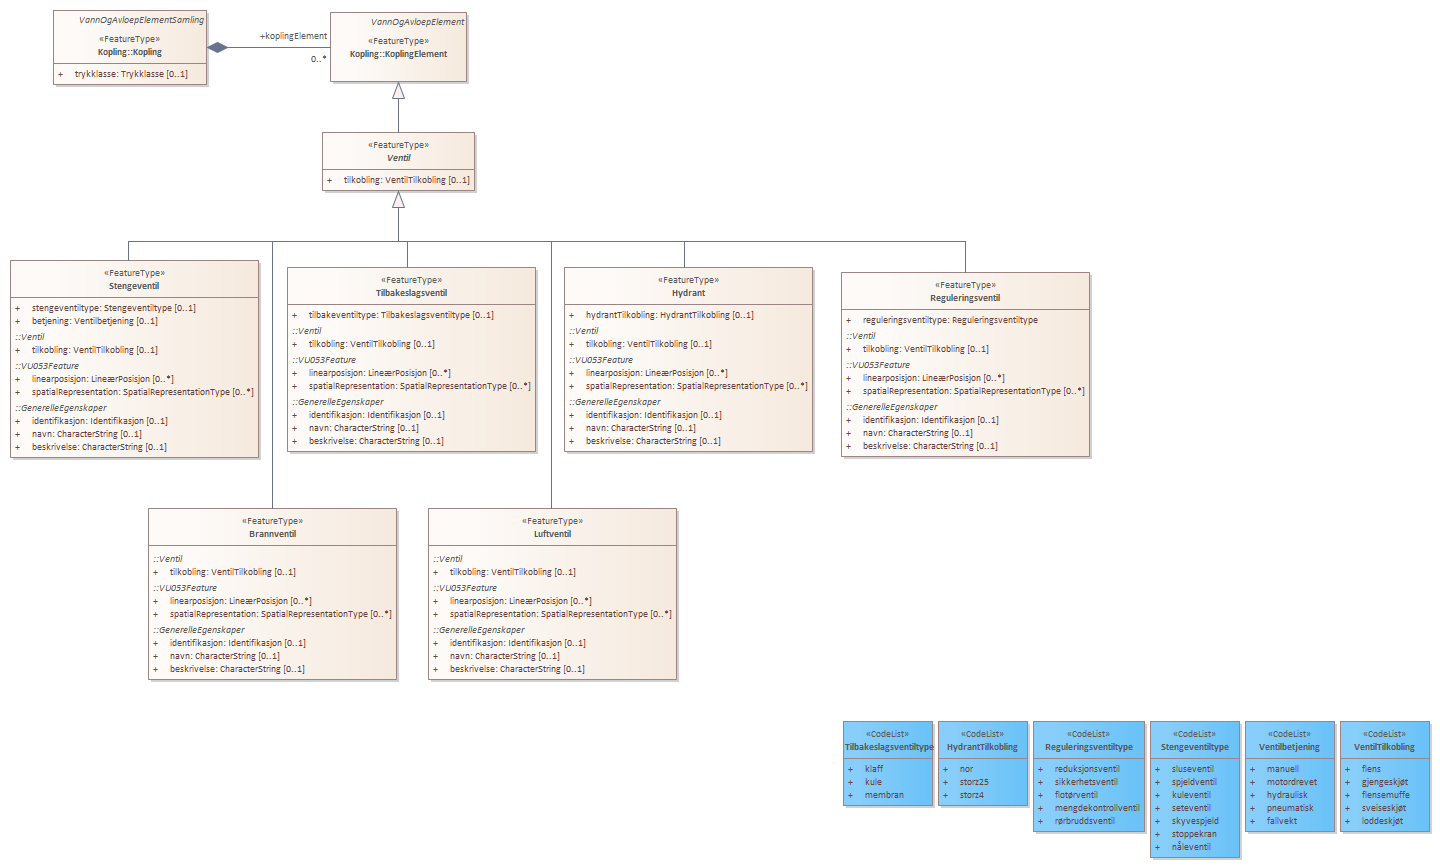 VannOgAvloepElementSamling
«FeatureType»
Kopling::Kopling
+ trykklasse: Trykklasse [0..1]
+koplingElement
0..*
VannOgAvloepElement
«FeatureType»
Kopling::KoplingElement
«FeatureType»
Ventil
+ tilkobling: VentilTilkobling [0..1]
«FeatureType»
Stengeventil
+ stengeventiltype: Stengeventiltype [0..1]
+ betjening: Ventilbetjening [0..1]
::Ventil
+ tilkobling: VentilTilkobling [0..1]
::VU053Feature
+ linearposisjon: LineærPosisjon [0..*]
+ spatialRepresentation: SpatialRepresentationType [0..*]
::GenerelleEgenskaper
+ identifikasjon: Identifikasjon [0..1]
+ navn: CharacterString [0..1]
+ beskrivelse: CharacterString [0..1]
«FeatureType»
Tilbakeslagsventil
+ tilbakeventiltype: Tilbakeslagsventiltype [0..1]
::Ventil
+ tilkobling: VentilTilkobling [0..1]
::VU053Feature
+ linearposisjon: LineærPosisjon [0..*]
+ spatialRepresentation: SpatialRepresentationType [0..*]
::GenerelleEgenskaper
+ identifikasjon: Identifikasjon [0..1]
+ navn: CharacterString [0..1]
+ beskrivelse: CharacterString [0..1]
«FeatureType»
Hydrant
+ hydrantTilkobling: HydrantTilkobling [0..1]
::Ventil
+ tilkobling: VentilTilkobling [0..1]
::VU053Feature
+ linearposisjon: LineærPosisjon [0..*]
+ spatialRepresentation: SpatialRepresentationType [0..*]
::GenerelleEgenskaper
+ identifikasjon: Identifikasjon [0..1]
+ navn: CharacterString [0..1]
+ beskrivelse: CharacterString [0..1]
«FeatureType»
Reguleringsventil
+ reguleringsventiltype: Reguleringsventiltype
::Ventil
+ tilkobling: VentilTilkobling [0..1]
::VU053Feature
+ linearposisjon: LineærPosisjon [0..*]
+ spatialRepresentation: SpatialRepresentationType [0..*]
::GenerelleEgenskaper
+ identifikasjon: Identifikasjon [0..1]
+ navn: CharacterString [0..1]
+ beskrivelse: CharacterString [0..1]
«FeatureType»
Brannventil
::Ventil
+ tilkobling: VentilTilkobling [0..1]
::VU053Feature
+ linearposisjon: LineærPosisjon [0..*]
+ spatialRepresentation: SpatialRepresentationType [0..*]
::GenerelleEgenskaper
+ identifikasjon: Identifikasjon [0..1]
+ navn: CharacterString [0..1]
+ beskrivelse: CharacterString [0..1]
«FeatureType»
Luftventil
::Ventil
+ tilkobling: VentilTilkobling [0..1]
::VU053Feature
+ linearposisjon: LineærPosisjon [0..*]
+ spatialRepresentation: SpatialRepresentationType [0..*]
::GenerelleEgenskaper
+ identifikasjon: Identifikasjon [0..1]
+ navn: CharacterString [0..1]
+ beskrivelse: CharacterString [0..1]
«CodeList»
Tilbakeslagsventiltype
+ klaff
+ kule
+ membran
«CodeList»
HydrantTilkobling
+ nor
+ storz25
+ storz4
«CodeList»
Reguleringsventiltype
+ reduksjonsventil
+ sikkerhetsventil
+ flotørventil
+ mengdekontrollventil
+ rørbruddsventil
«CodeList»
Stengeventiltype
+ sluseventil
+ spjeldventil
+ kuleventil
+ seteventil
+ skyvespjeld
+ stoppekran
+ nåleventil
«CodeList»
Ventilbetjening
+ manuell
+ motordrevet
+ hydraulisk
+ pneumatisk
+ fallvekt
«CodeList»
VentilTilkobling
+ flens
+ gjengeskjøt
+ flensemuffe
+ sveiseskjøt
+ loddeskjøt